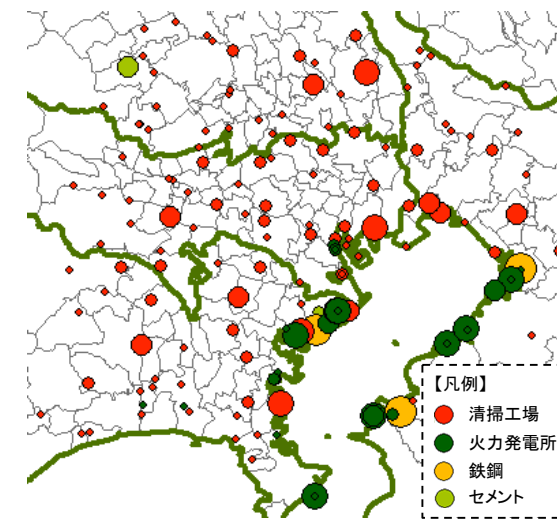 【凡例】
清掃工場
火力発電所
鉄鋼
セメント